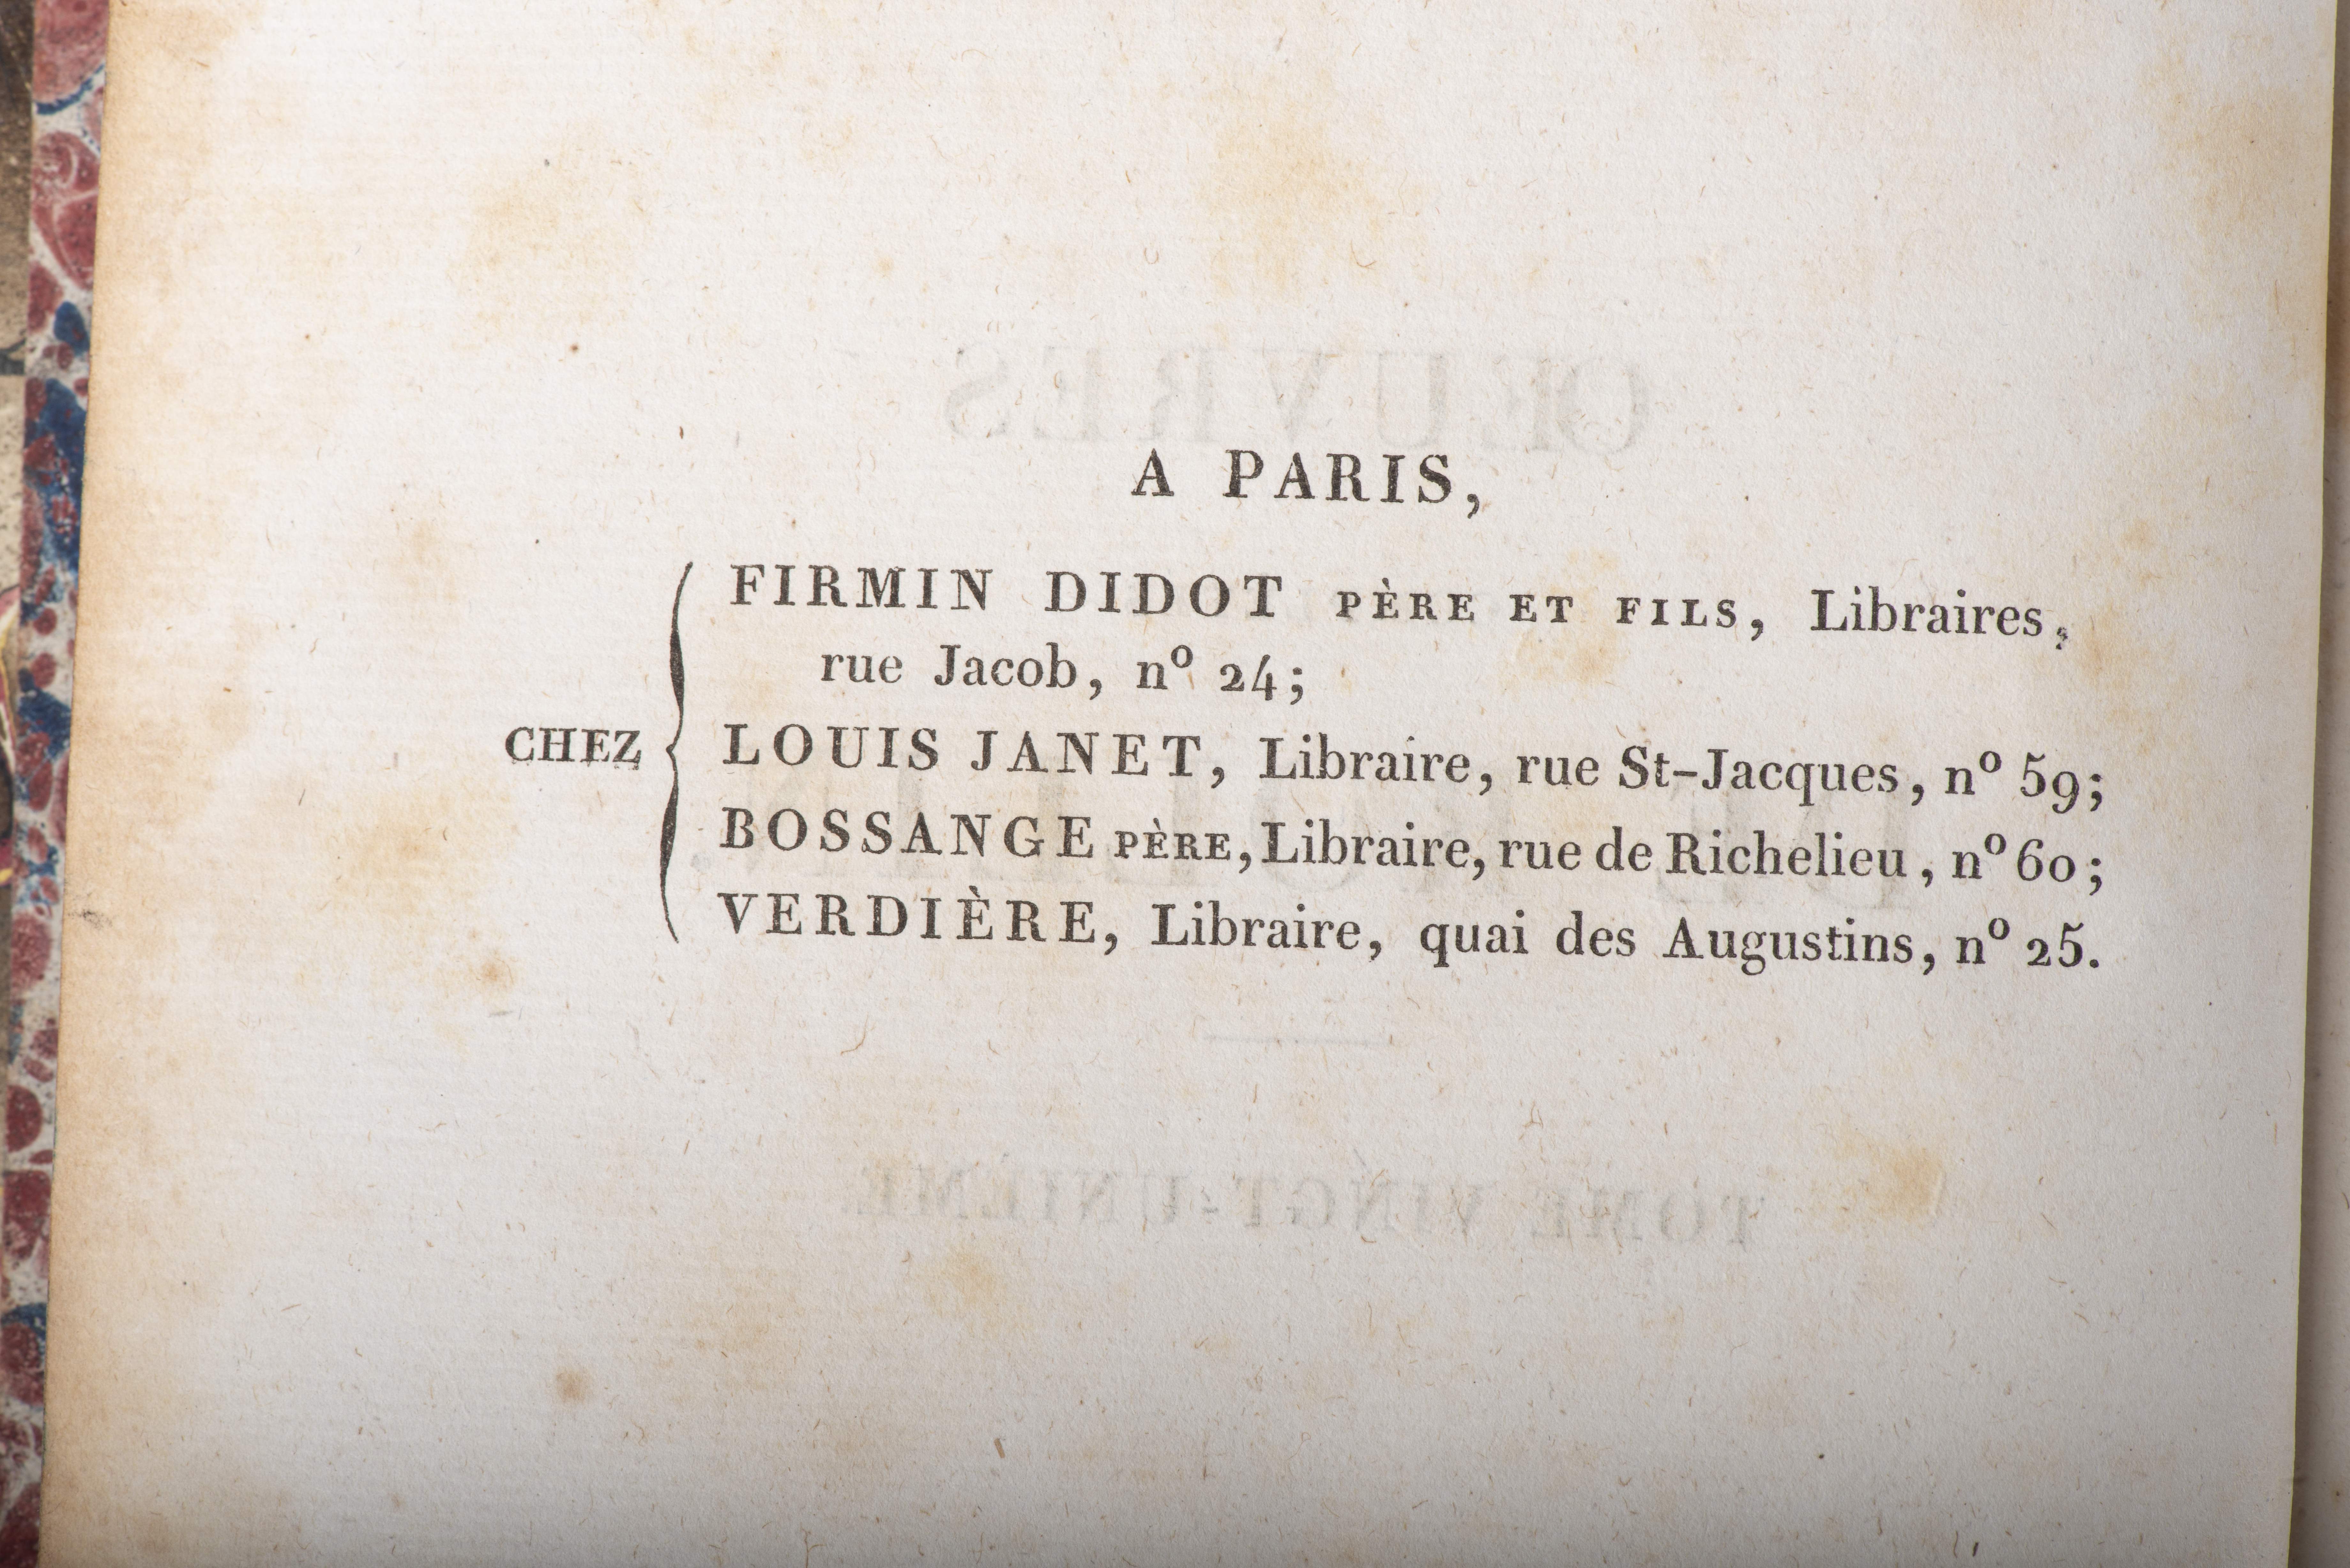 A PARIS,
FIRMIN DIDOT PÈRE ET FILS, Libraires,
rue Jacob, nº 24;
CHEZ
LOUIS JANET, Libraire, rue St-Jacques, nº 59;
BOSSANGE PÈRE, Libraire, rue de Richelieu, nº 60;
VERDIÈRE, Libraire, quai des Augustins, nº 25.